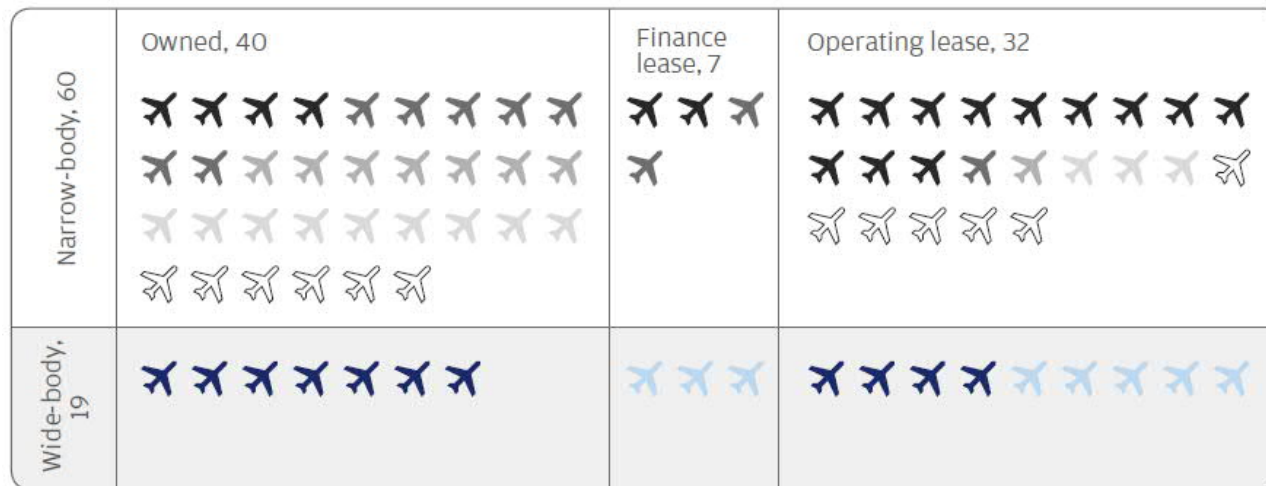 Owned, 40
Finance
lease, 7
Operating lease, 32
Narrow-body, 60
Wide-body,
19